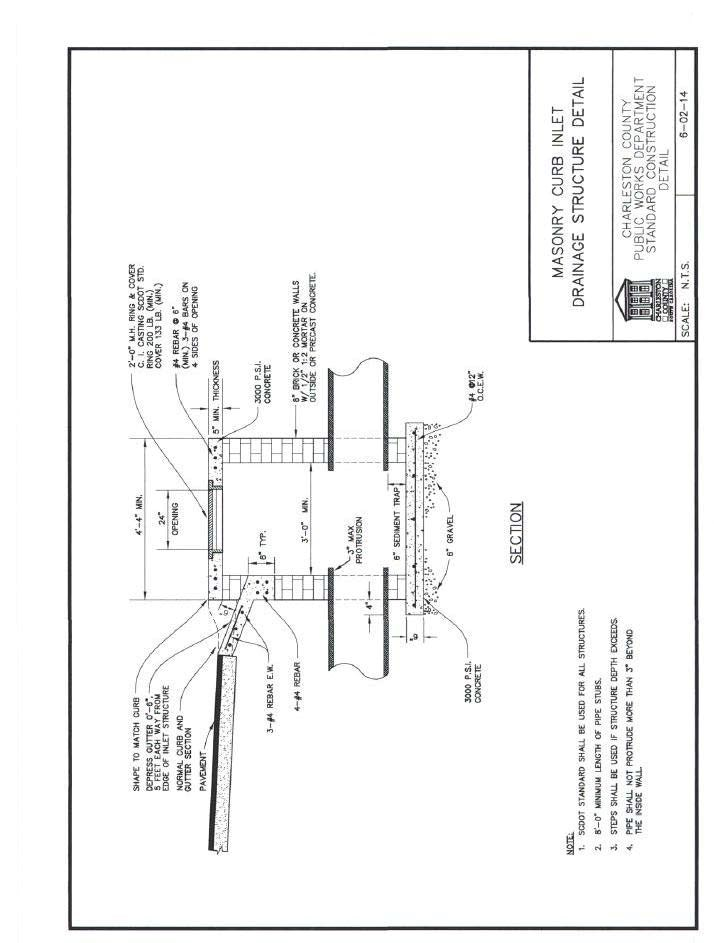 2'-0" M.H. RING & COVER
C. I. CASTING SCDOT STD.
RING 200 LB. (MIN.)
COVER 133 LB. (MIN.)
#4 REBAR @ 6"
(MIN.) 3-#4 BARS ON
4 SIDES OF OPENING
5" MIN. THICKNESS
3000 P.S.I.
CONCRETE
8" BRICK OR CONCRETE WALLS
W/ 1/2" 1:2 MORTAR ON
OUTSIDE OR PRECAST CONCRETE.
4'-4" MIN.
24"
OPENING
8" TYP.
3'-0" MIN.
3" MAX
PROTRUSION
6" SEDIMENT TRAP
#4 @12"
O.C.E.W.
6" GRAVEL
4"
6"
3000 P.S.I.
CONCRETE
SHAPE TO MATCH CURB
DEPRESS GUTTER 0'-6",
5 FEET EACH WAY FROM
EDGE OF INLET STRUCTURE
NORMAL CURB AND
GUTTER SECTION
PAVEMENT
3-#4 REBAR E.W.
4-#4 REBAR
SECTION
NOTE:
1. SCDOT STANDARD SHALL BE USED FOR ALL STRUCTURES.
2. 8'-0" MINIMUM LENGTH OF PIPE STUBS.
3. STEPS SHALL BE USED IF STRUCTURE DEPTH EXCEEDS.
4. PIPE SHALL NOT PROTRUDE MORE THAN 3" BEYOND
THE INSIDE WALL.
MASONRY CURB INLET
DRAINAGE STRUCTURE DETAIL
CHARLESTON
COUNTY
SOUTH CAROLINA
CHARLESTON COUNTY
PUBLIC WORKS DEPARTMENT
STANDARD CONSTRUCTION
DETAIL
SCALE: N.T.S.
6-02-14